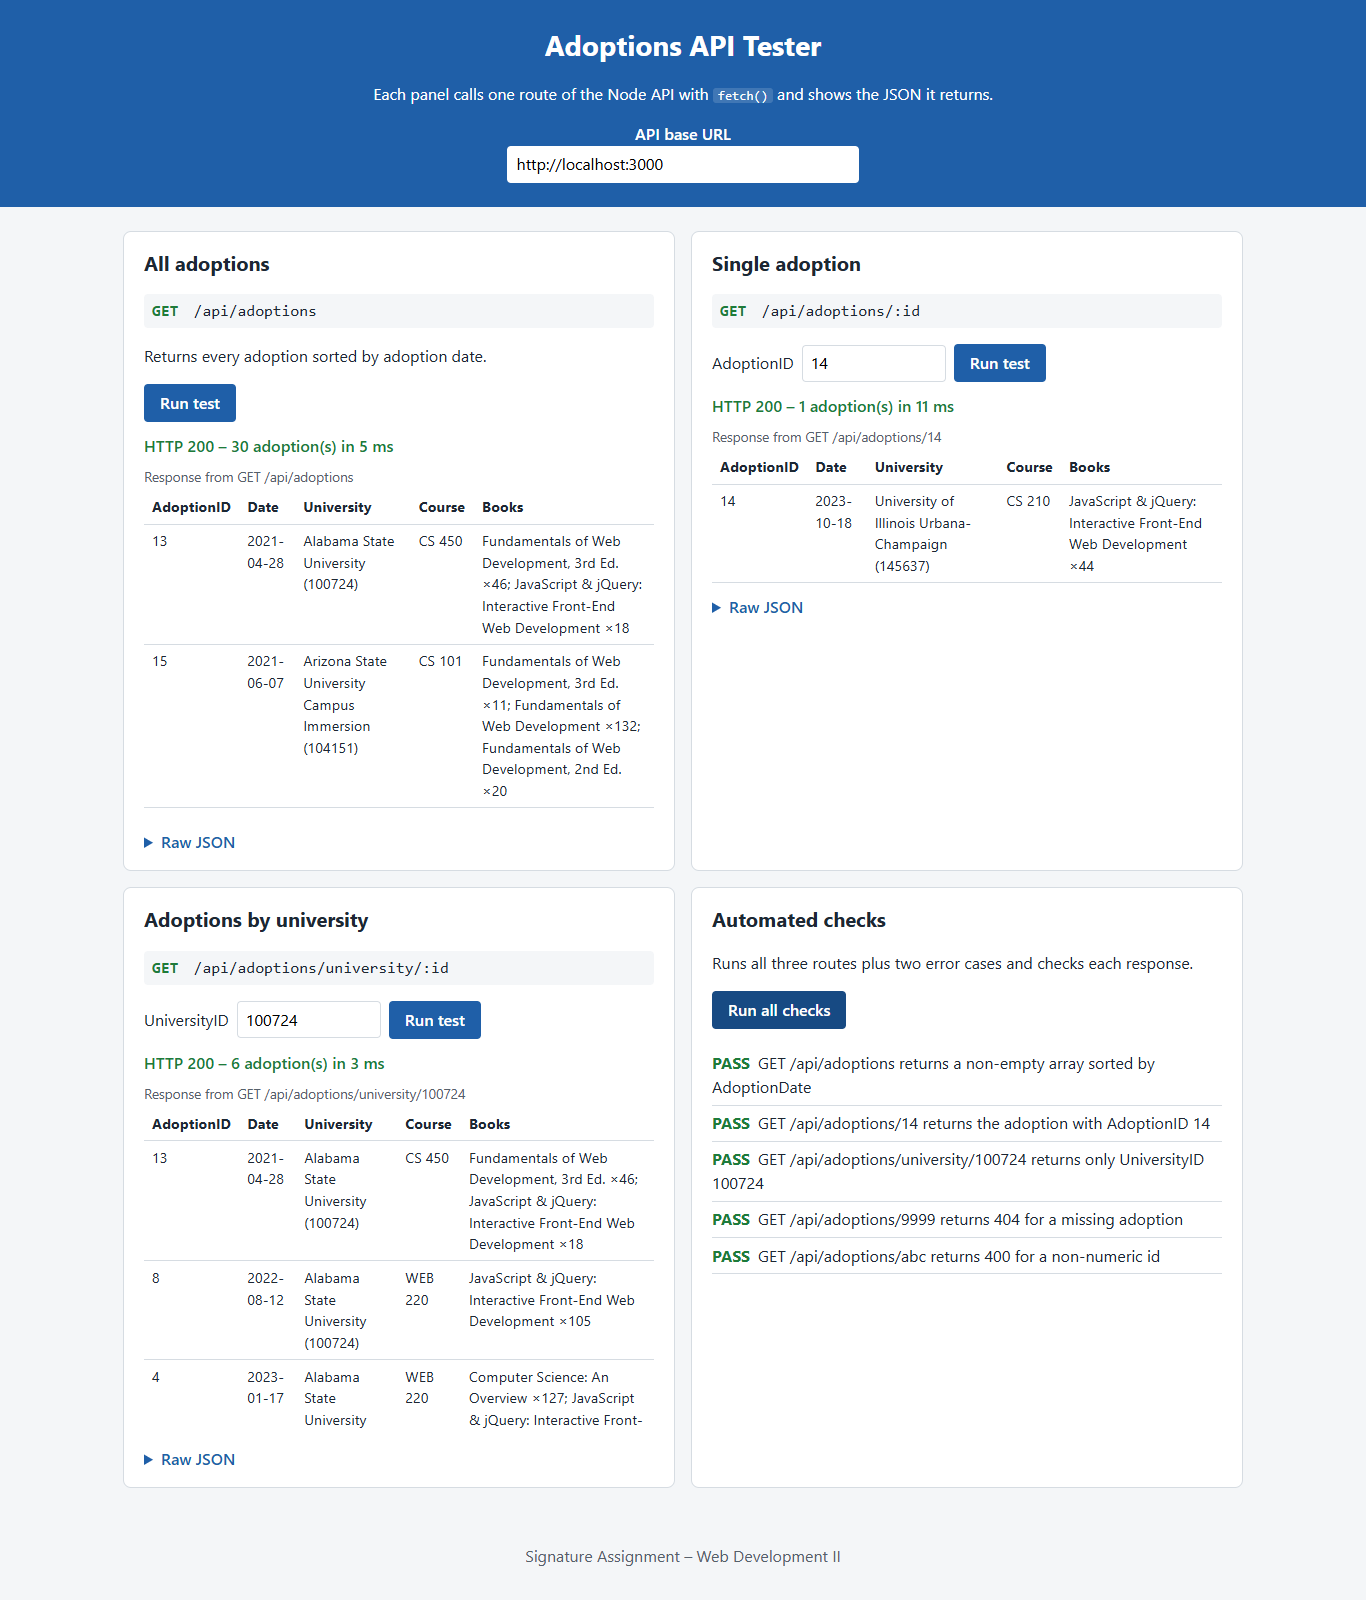 Adoptions API Tester
Each panel calls one route of the Node API with fetch() and shows the JSON it returns.
API base URL
http://localhost:3000
All adoptions
GET /api/adoptions
Returns every adoption sorted by adoption date.
Run test
HTTP 200 – 30 adoption(s) in 5 ms
Response from GET /api/adoptions
AdoptionID Date University Course Books
13 2021- Alabama State CS 450 Fundamentals of Web
04-28 University Development, 3rd Ed.
(100724) ×46; JavaScript & jQuery:
Interactive Front-End
Web Development ×18
15 2021- Arizona State CS 101 Fundamentals of Web
06-07 University Development, 3rd Ed.
Campus ×11; Fundamentals of
Immersion Web Development ×132;
(104151) Fundamentals of Web
Development, 2nd Ed.
×20
Raw JSON
Single adoption
GET /api/adoptions/:id
AdoptionID 14 Run test
HTTP 200 – 1 adoption(s) in 11 ms
Response from GET /api/adoptions/14
AdoptionID Date University Course Books
14 2023- University of CS 210 JavaScript & jQuery:
10-18 Illinois Urbana- Interactive Front-End
Champaign Web Development
(145637) ×44
Raw JSON
Adoptions by university
GET /api/adoptions/university/:id
UniversityID 100724 Run test
HTTP 200 – 6 adoption(s) in 3 ms
Response from GET /api/adoptions/university/100724
AdoptionID Date University Course Books
13 2021- Alabama CS 450 Fundamentals of Web
04-28 State Development, 3rd Ed. ×46;
University JavaScript & jQuery:
(100724) Interactive Front-End Web
Development ×18
8 2022- Alabama WEB JavaScript & jQuery:
08-12 State 220 Interactive Front-End Web
University Development ×105
(100724)
4 2023- Alabama WEB Computer Science: An
01-17 State 220 Overview ×127; JavaScript
University & jQuery: Interactive Front-
Raw JSON
Automated checks
Runs all three routes plus two error cases and checks each response.
Run all checks
PASS GET /api/adoptions returns a non-empty array sorted by
AdoptionDate
PASS GET /api/adoptions/14 returns the adoption with AdoptionID 14
PASS GET /api/adoptions/university/100724 returns only UniversityID
100724
PASS GET /api/adoptions/9999 returns 404 for a missing adoption
PASS GET /api/adoptions/abc returns 400 for a non-numeric id
Signature Assignment – Web Development II